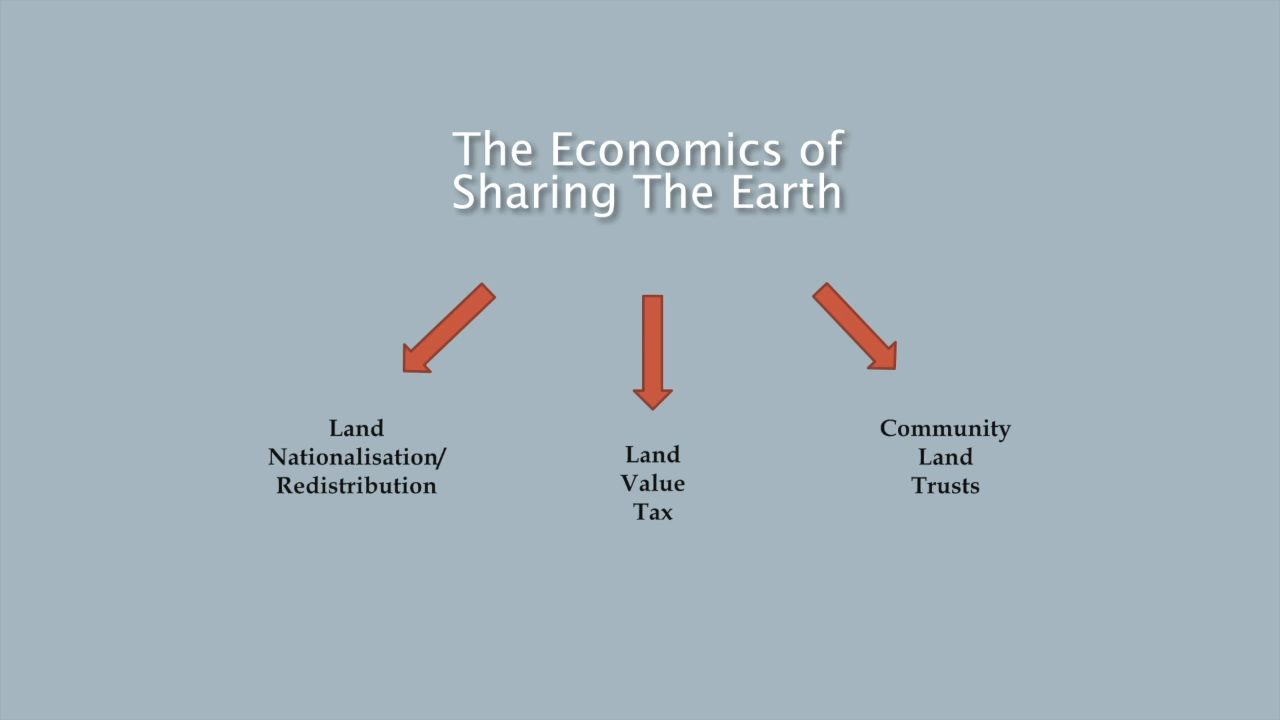 The Economics of
Sharing The Earth
Land
Nationalisation/
Redistribution
Land
Value
Tax
Community
Land
Trusts